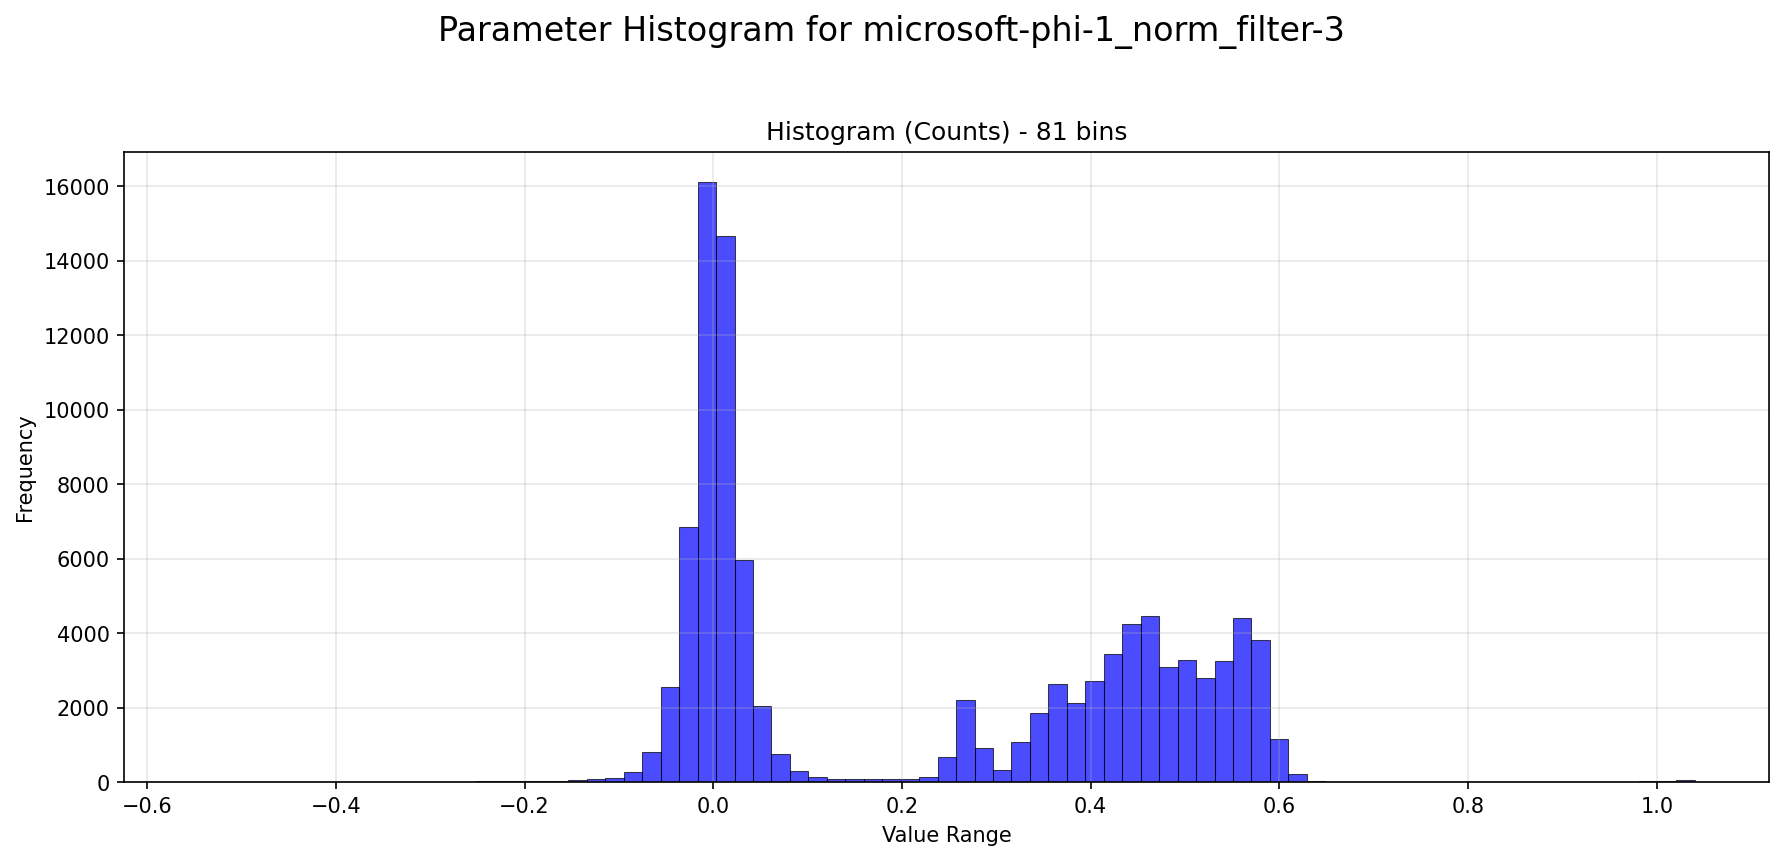 Parameter Histogram for microsoft-phi-1_norm_filter-3
Histogram (Counts) - 81 bins
16000
14000
12000
10000
8000
6000
4000
2000
0
Frequency
−0.6 −0.4 −0.2 0.0 0.2 0.4 0.6 0.8 1.0
Value Range